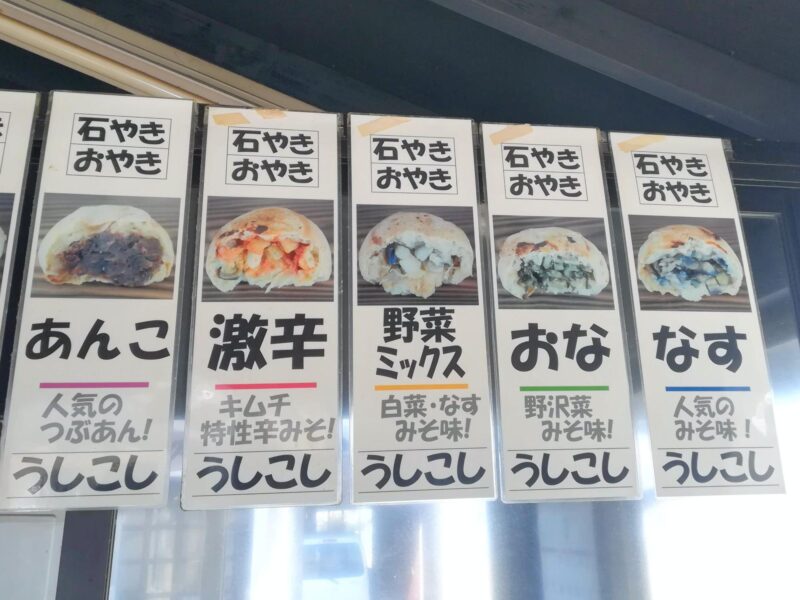 石やき
おやき
あんこ
人気の
つぶあん!
うしこし
石やき
おやき
激辛
キムチ
特性辛みそ!
うしこし
石やき
おやき
野菜
ミックス
白菜・なす
みそ味!
うしこし
石やき
おやき
おな
野沢菜
みそ味!
うしこし
石やき
おやき
なす
人気の
みそ味!
うしこし